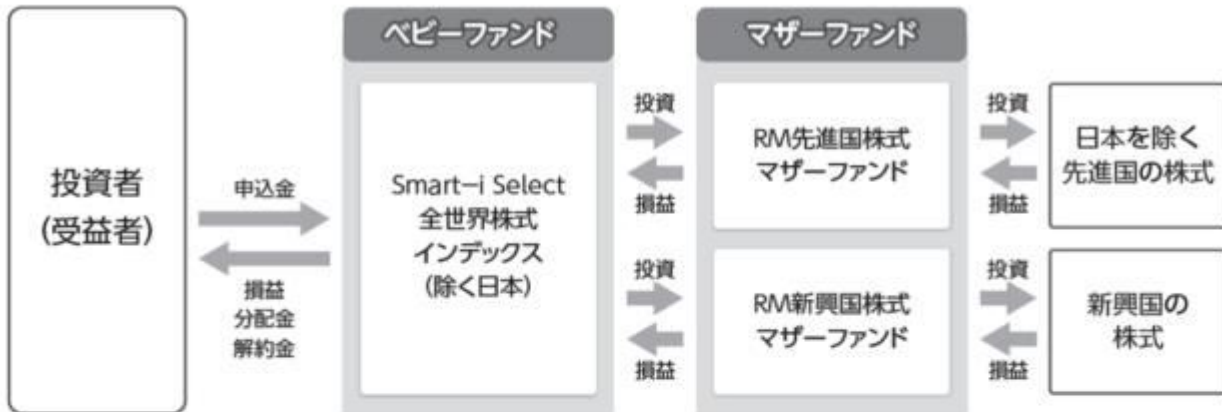 ベビーファンド
マザーファンド
投資者
(受益者)
申込金
損益
分配金
解約金
Smart-i Select
全世界株式
インデックス
(除く日本)
投資
損益
RM先進国株式
マザーファンド
投資
損益
日本を除く
先進国の株式
投資
損益
RM新興国株式
マザーファンド
投資
損益
新興国の
株式